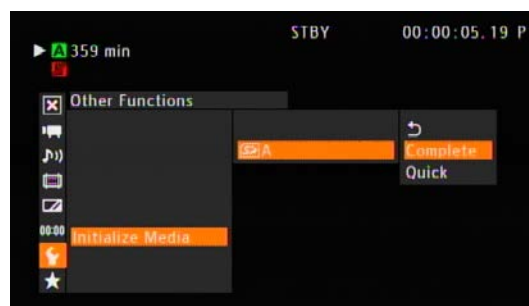 STBY 00:00:05.19 P
A 359 min
Other Functions
A
Complete
Quick
00:00
Initialize Media